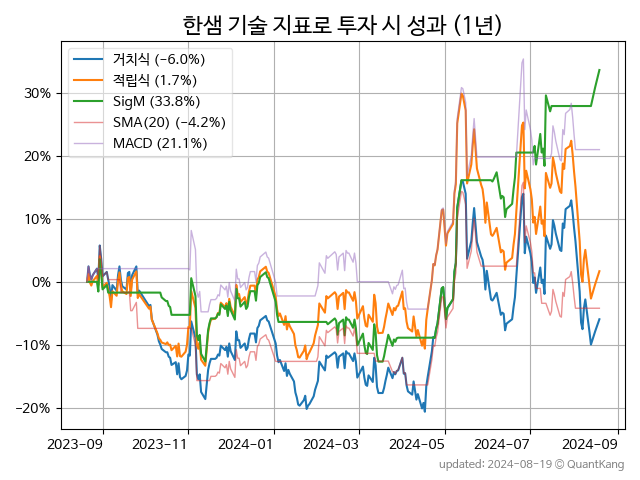 한샘 기술 지표로 투자 시 성과 (1년)
거치식 (−6.0%)
적립식 (1.7%)
SigM (33.8%)
SMA(20) (−4.2%)
MACD (21.1%)
30%
20%
10%
0%
−10%
−20%
2023-09 2023-11 2024-01 2024-03 2024-05 2024-07 2024-09
updated: 2024-08-19 © QuantKang